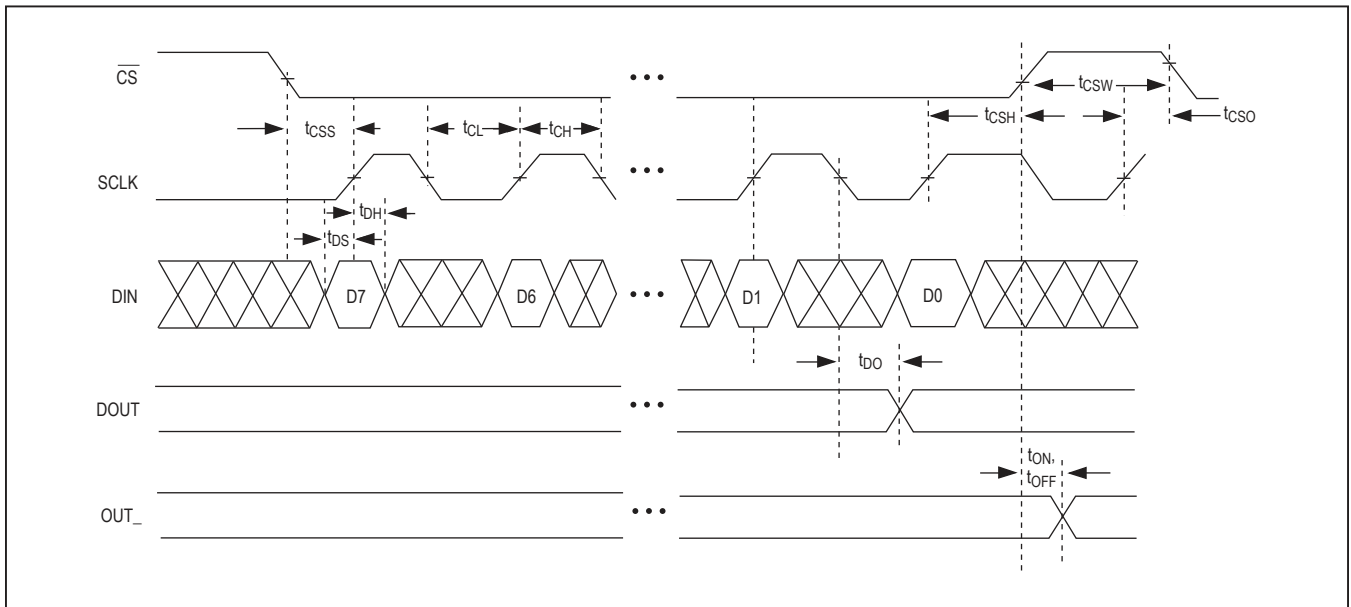 CS
•••
tCSW
tCSS
tCL
tCH
tCSH
tCSO
SCLK
•••
tDH
tDS
DIN
D7
D6
•••
D1
D0
tDO
DOUT
•••
tON,
tOFF
OUT_
•••